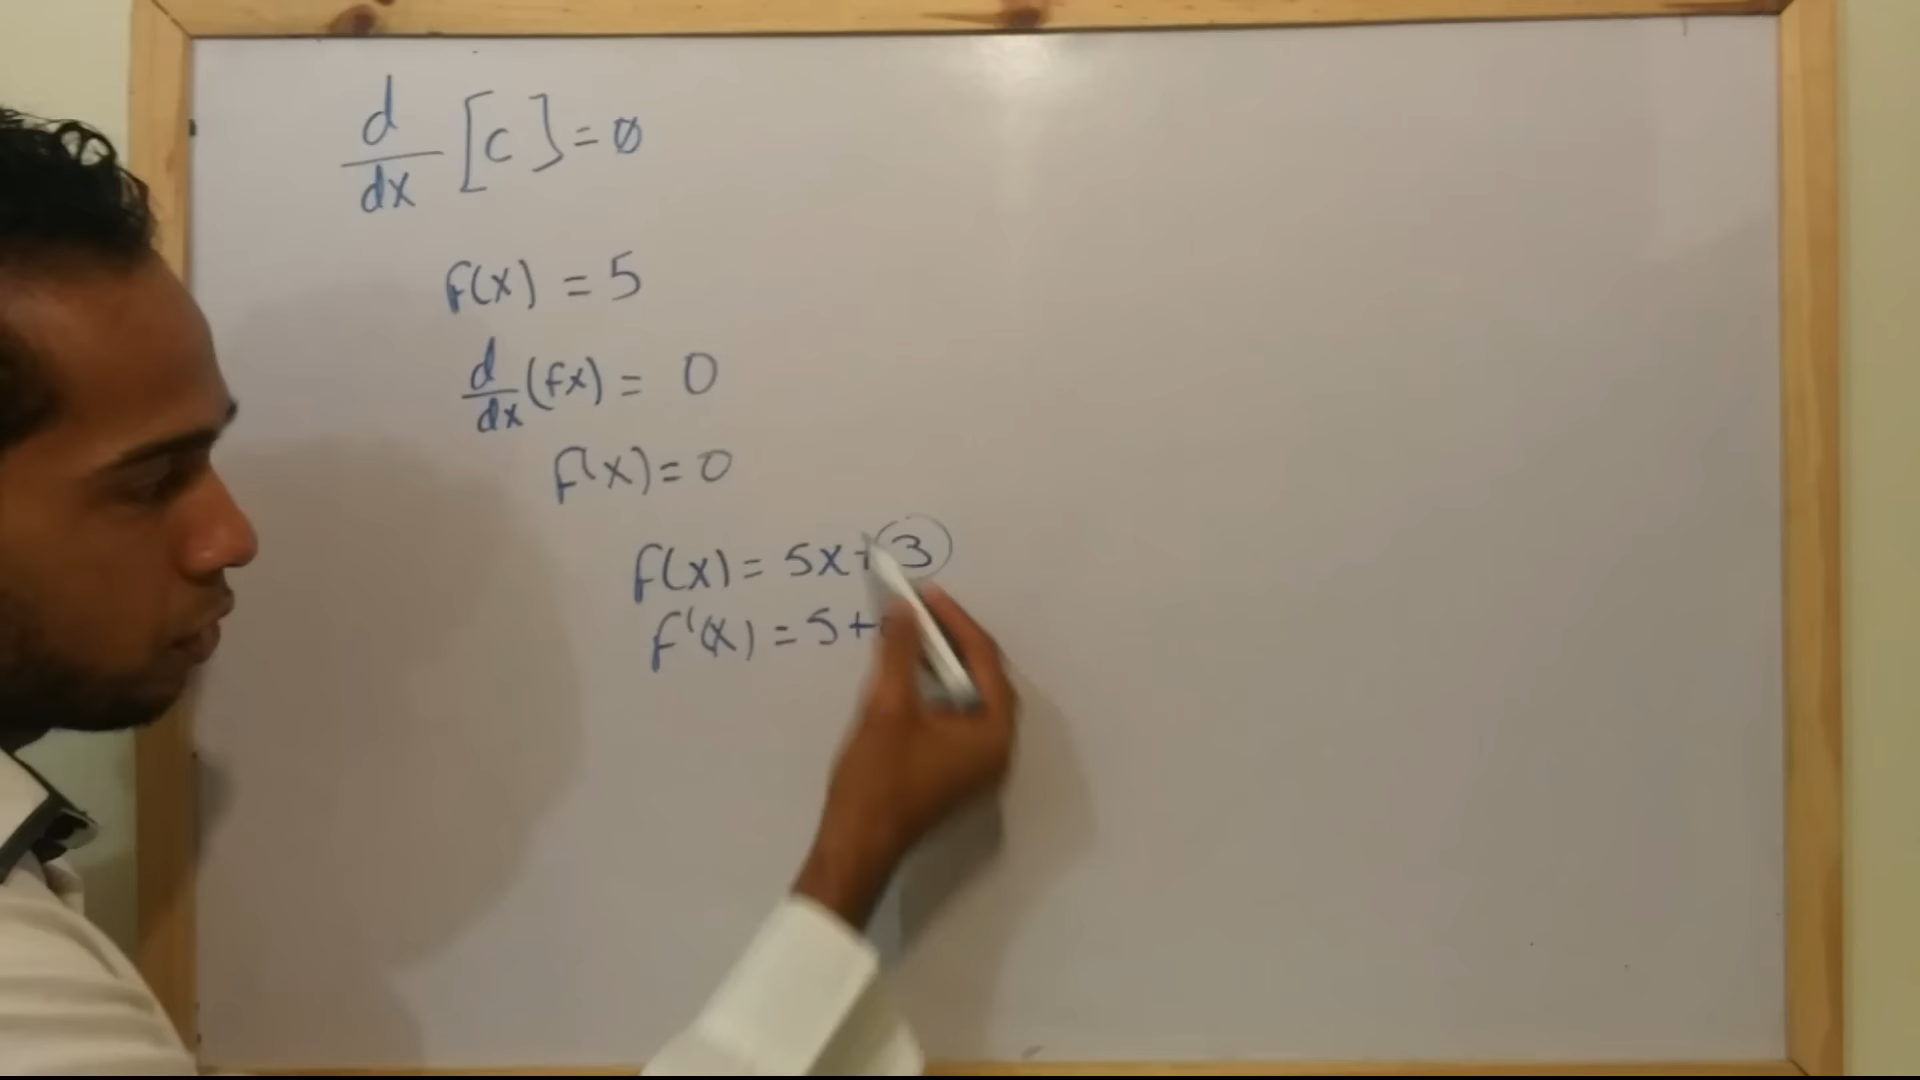 d/dx [c] = 0
f(x) = 5
d/dx (fx) = 0
f'(x) = 0
f(x) = 5x+3
f'(x) = 5+